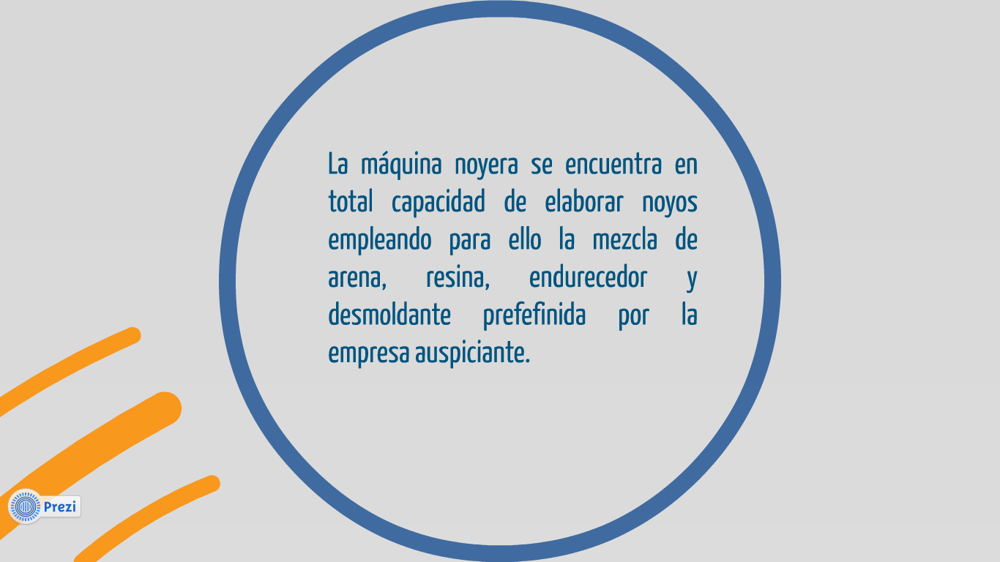 La máquina noyera se encuentra en
total capacidad de elaborar noyos
empleando para ello la mezcla de
arena, resina, endurecedor y
desmoldante prefefinida por la
empresa auspiciante.
Prezi